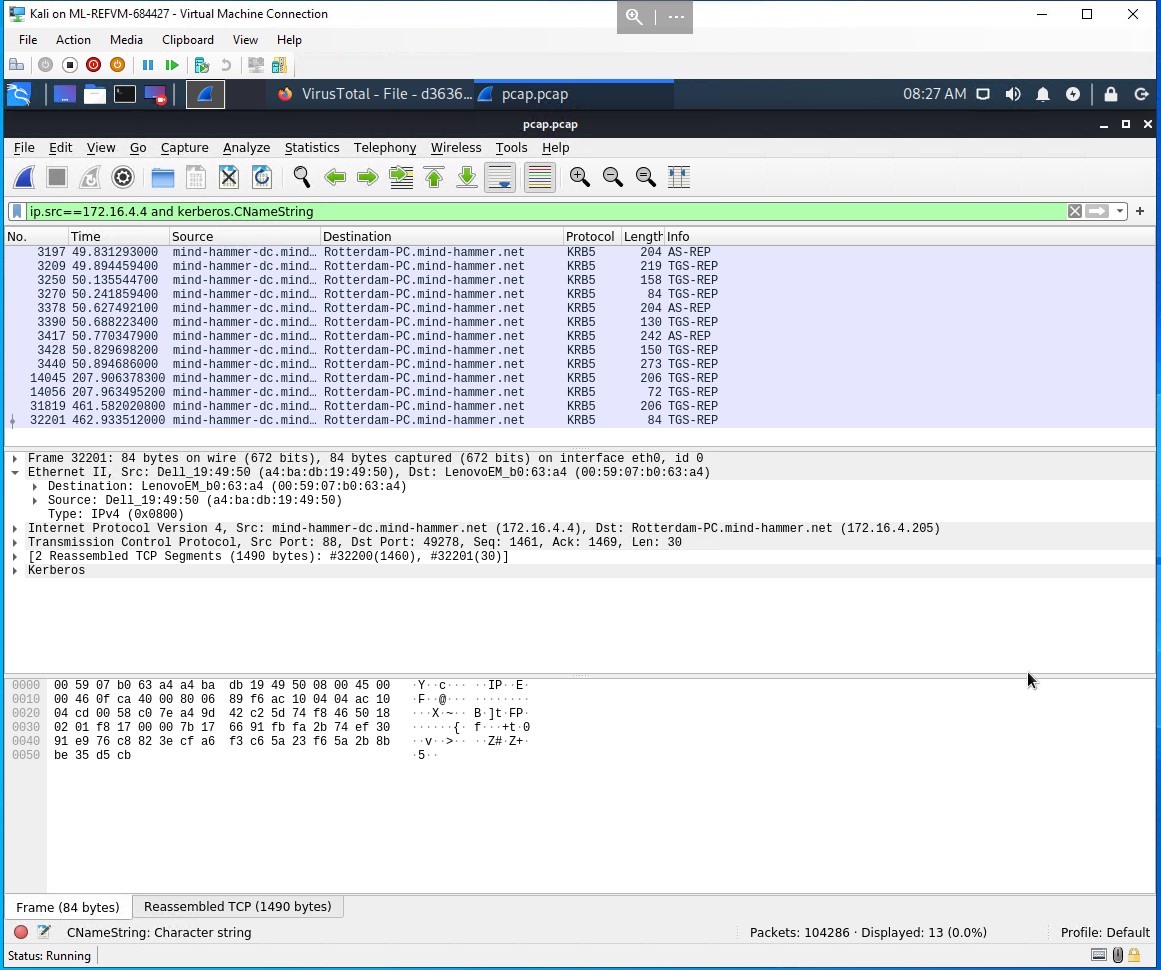 Kali on ML-REFVM-684427 - Virtual Machine Connection
File Action Media Clipboard View Help
VirusTotal - File - d3636... pcap.pcap 08:27 AM
pcap.pcap
File Edit View Go Capture Analyze Statistics Telephony Wireless Tools Help
ip.src==172.16.4.4 and kerberos.CNameString
No. Time Source Destination Protocol Length Info
3197 49.831293000 mind-hammer-dc.mind… Rotterdam-PC.mind-hammer.net KRB5 204 AS-REP
3209 49.894459400 mind-hammer-dc.mind… Rotterdam-PC.mind-hammer.net KRB5 219 TGS-REP
3250 50.135544700 mind-hammer-dc.mind… Rotterdam-PC.mind-hammer.net KRB5 158 TGS-REP
3270 50.241859400 mind-hammer-dc.mind… Rotterdam-PC.mind-hammer.net KRB5 84 TGS-REP
3378 50.627492100 mind-hammer-dc.mind… Rotterdam-PC.mind-hammer.net KRB5 204 AS-REP
3390 50.688223400 mind-hammer-dc.mind… Rotterdam-PC.mind-hammer.net KRB5 130 TGS-REP
3417 50.770347900 mind-hammer-dc.mind… Rotterdam-PC.mind-hammer.net KRB5 242 AS-REP
3428 50.829698200 mind-hammer-dc.mind… Rotterdam-PC.mind-hammer.net KRB5 150 TGS-REP
3440 50.894686000 mind-hammer-dc.mind… Rotterdam-PC.mind-hammer.net KRB5 273 TGS-REP
14045 207.906378300 mind-hammer-dc.mind… Rotterdam-PC.mind-hammer.net KRB5 206 TGS-REP
14056 207.963495200 mind-hammer-dc.mind… Rotterdam-PC.mind-hammer.net KRB5 72 TGS-REP
31819 461.582020800 mind-hammer-dc.mind… Rotterdam-PC.mind-hammer.net KRB5 206 TGS-REP
32201 462.933512000 mind-hammer-dc.mind… Rotterdam-PC.mind-hammer.net KRB5 84 TGS-REP
Frame 32201: 84 bytes on wire (672 bits), 84 bytes captured (672 bits) on interface eth0, id 0
Ethernet II, Src: Dell_19:49:50 (a4:ba:db:19:49:50), Dst: LenovoEM_b0:63:a4 (00:59:07:b0:63:a4)
Destination: LenovoEM_b0:63:a4 (00:59:07:b0:63:a4)
Source: Dell_19:49:50 (a4:ba:db:19:49:50)
Type: IPv4 (0x0800)
Internet Protocol Version 4, Src: mind-hammer-dc.mind-hammer.net (172.16.4.4), Dst: Rotterdam-PC.mind-hammer.net (172.16.4.205)
Transmission Control Protocol, Src Port: 88, Dst Port: 49278, Seq: 1461, Ack: 1469, Len: 30
[2 Reassembled TCP Segments (1490 bytes): #32200(1460), #32201(30)]
Kerberos
0000 00 59 07 b0 63 a4 a4 ba db 19 49 50 08 00 45 00 ·Y··c··· ··IP··E·
0010 00 46 0f ca 40 00 80 06 89 f6 ac 10 04 04 ac 10 ·F··@··· ········
0020 04 cd 00 58 c0 7e a4 9d 42 c2 5d 74 f8 46 50 18 ···X·~·· B·]t·FP·
0030 02 01 f8 17 00 00 7b 17 66 91 fb fa 2b 74 ef 30 ······{· f···+t·0
0040 91 e9 76 c8 82 3e cf a6 f3 c6 5a 23 f6 5a 2b 8b ··v··>·· ··Z#·Z+·
0050 be 35 d5 cb ·5··
Frame (84 bytes) Reassembled TCP (1490 bytes)
CNameString: Character string Packets: 104286 · Displayed: 13 (0.0%) Profile: Default
Status: Running